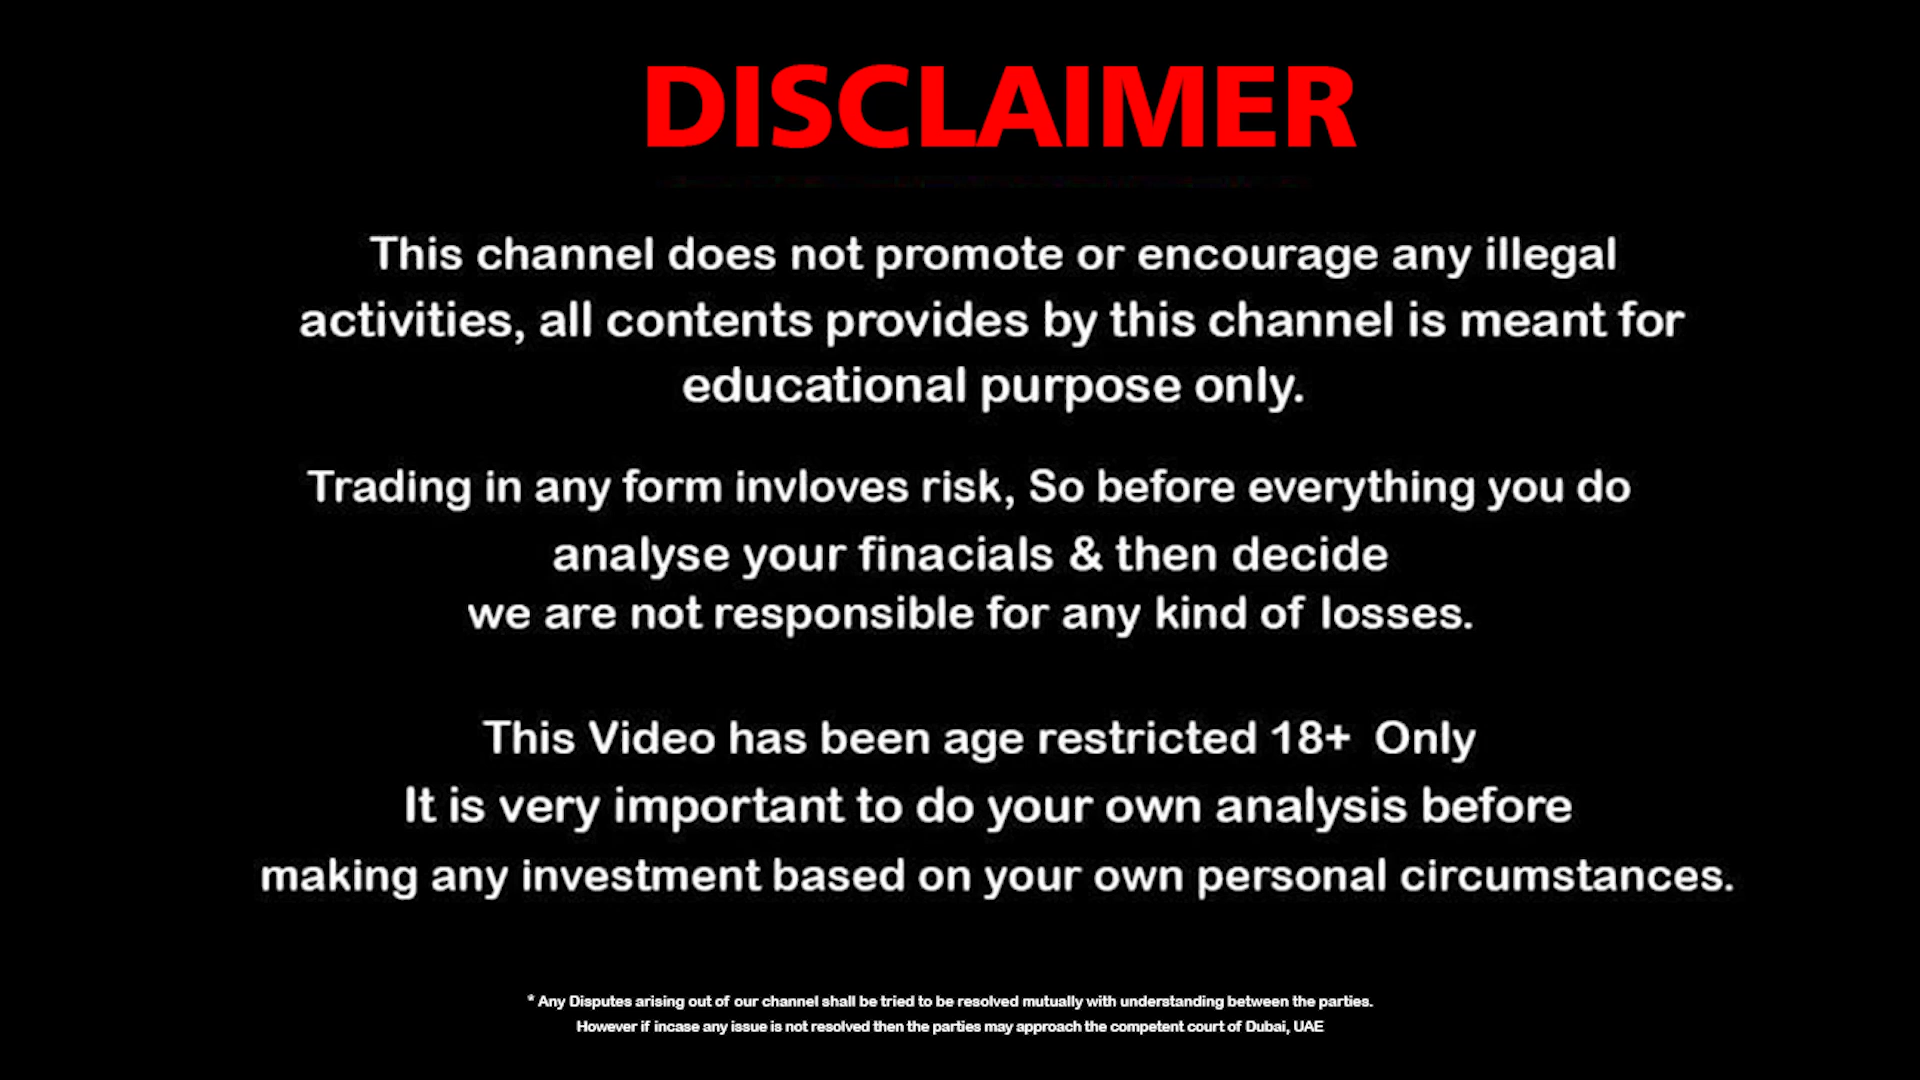 DISCLAIMER
This channel does not promote or encourage any illegal
activities, all contents provides by this channel is meant for
educational purpose only.
Trading in any form invloves risk, So before everything you do
analyse your finacials & then decide
we are not responsible for any kind of losses.
This Video has been age restricted 18+ Only
It is very important to do your own analysis before
making any investment based on your own personal circumstances.
* Any Disputes arising out of our channel shall be tried to be resolved mutually with understanding between the parties.
However if incase any issue is not resolved then the parties may approach the competent court of Dubai, UAE